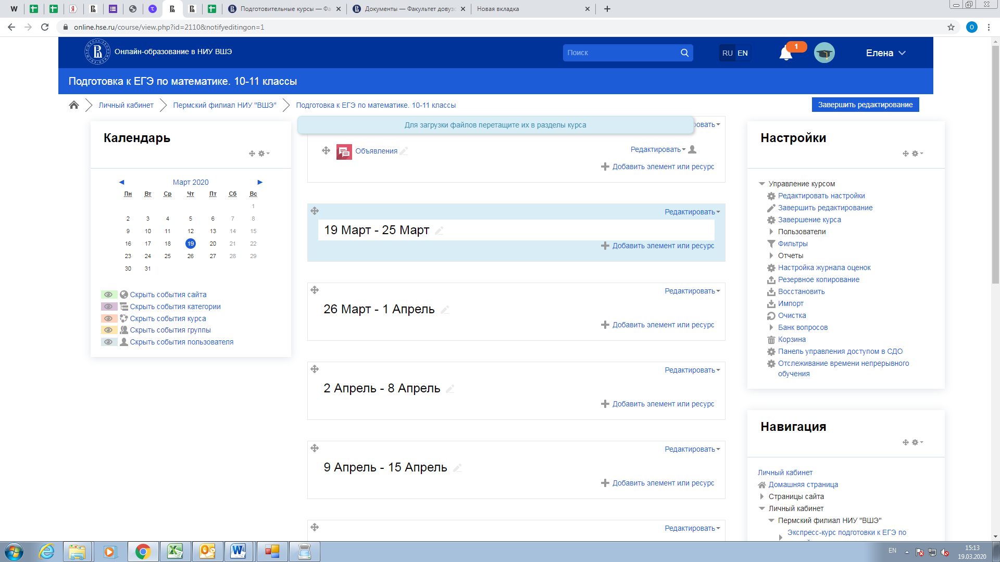 W
Я
Подготовительные курсы — Фа
Документы — Факультет довузо
Новая вкладка
online.hse.ru/course/view.php?id=2110&notifyeditingon=1
О
Онлайн-образование в НИУ ВШЭ
Поиск
RU EN
1
Елена
Подготовка к ЕГЭ по математике. 10-11 классы
Личный кабинет
Пермский филиал НИУ "ВШЭ"
Подготовка к ЕГЭ по математике. 10-11 классы
Завершить редактирование
Календарь
Март 2020
Пн Вт Ср Чт Пт Сб Вс
1
2 3 4 5 6 7 8
9 10 11 12 13 14 15
16 17 18 19 20 21 22
23 24 25 26 27 28 29
30 31
Скрыть события сайта
Скрыть события категории
Скрыть события курса
Скрыть события группы
Скрыть события пользователя
Для загрузки файлов перетащите их в разделы курса
ровать
Объявления
Редактировать
Добавить элемент или ресурс
Редактировать
19 Март - 25 Март
Добавить элемент или ресурс
Редактировать
26 Март - 1 Апрель
Добавить элемент или ресурс
Редактировать
2 Апрель - 8 Апрель
Добавить элемент или ресурс
Редактировать
9 Апрель - 15 Апрель
Добавить элемент или ресурс
Редактировать
Настройки
Управление курсом
Редактировать настройки
Завершить редактирование
Завершение курса
Пользователи
Фильтры
Отчеты
Настройка журнала оценок
Резервное копирование
Восстановить
Импорт
Очистка
Банк вопросов
Корзина
Панель управления доступом в СДО
Отслеживание времени непрерывного
обучения
Навигация
Личный кабинет
Домашняя страница
Страницы сайта
Личный кабинет
Пермский филиал НИУ "ВШЭ"
Экспресс-курс подготовки к ЕГЭ по
EN
15:13
19.03.2020